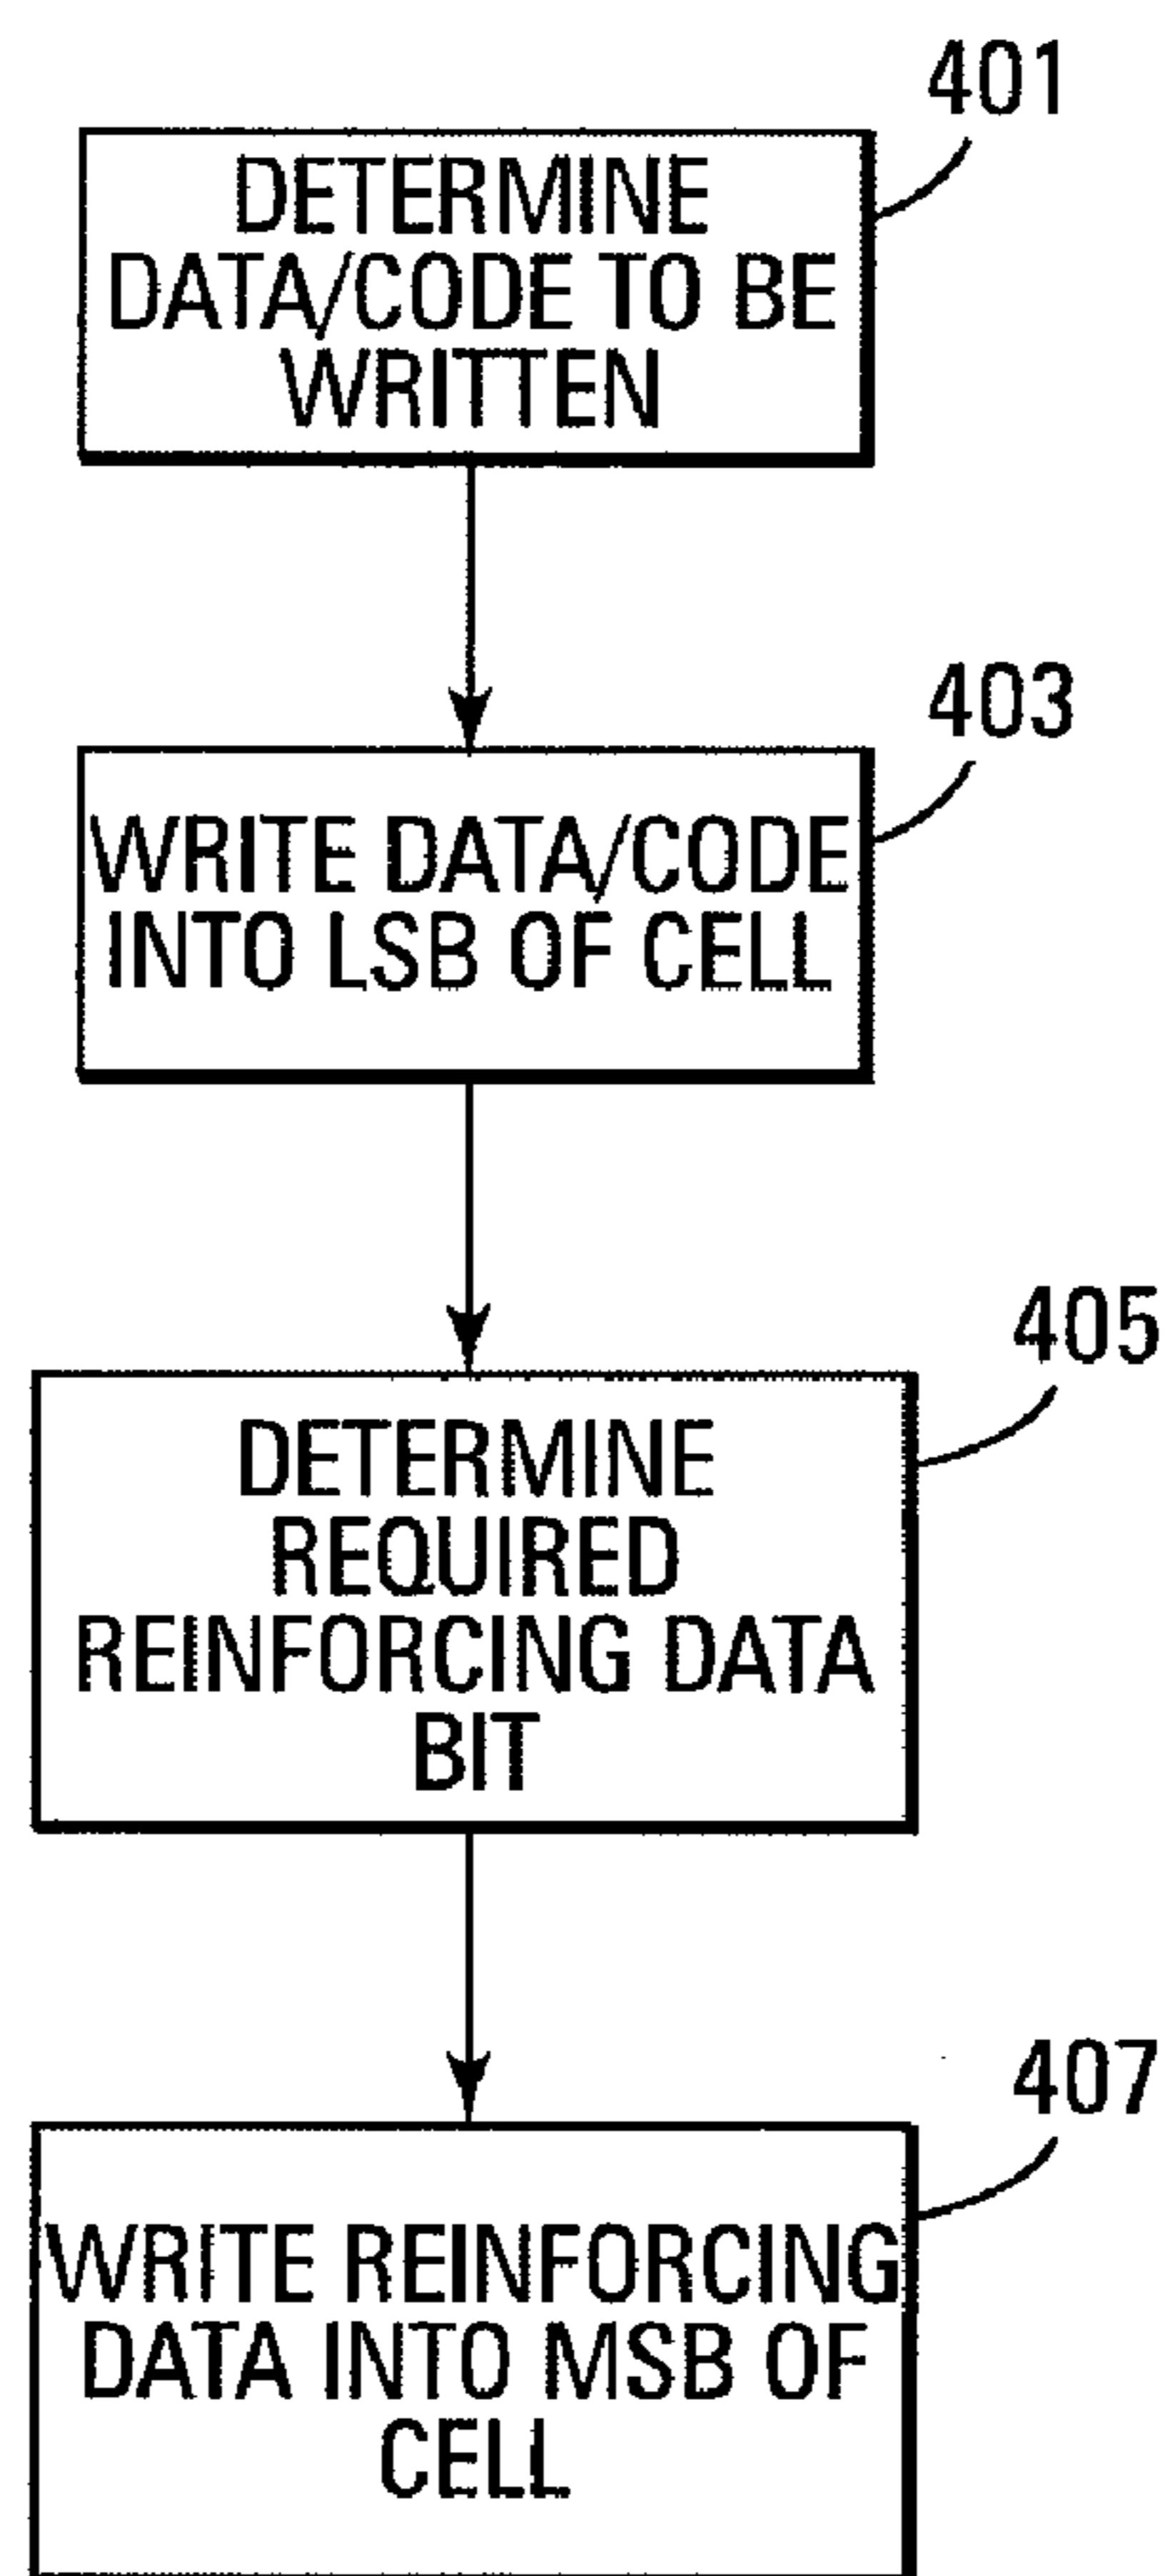 401
DETERMINE
DATA/CODE TO BE
WRITTEN
403
WRITE DATA/CODE
INTO LSB OF CELL
405
DETERMINE
REQUIRED
REINFORCING DATA
BIT
407
WRITE REINFORCING
DATA INTO MSB OF
CELL